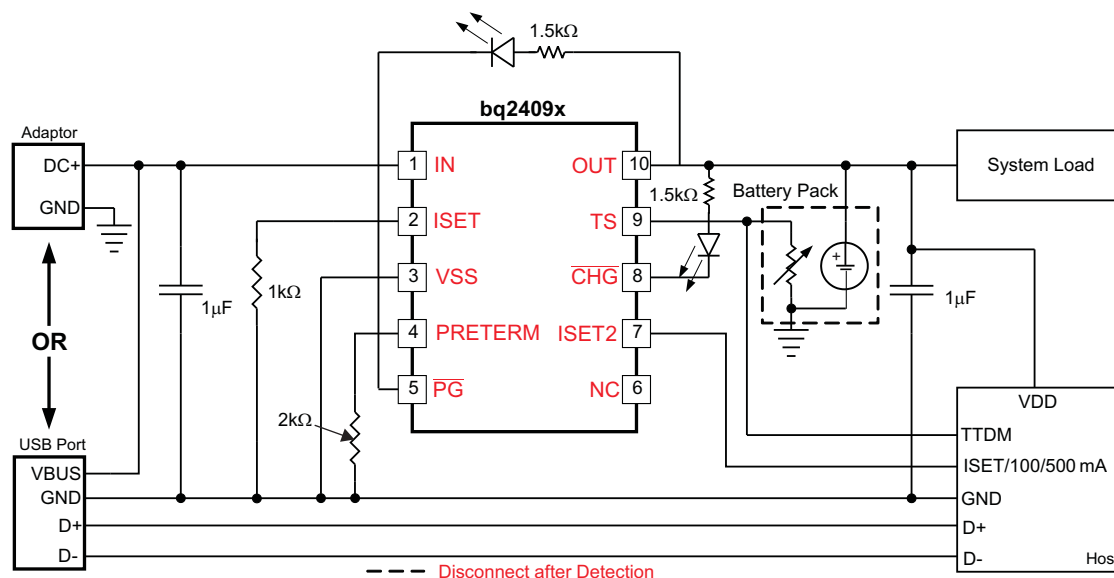 1.5kΩ
bq2409x
Adaptor
DC+
GND
1 IN
OUT 10
System Load
1.5kΩ
Battery Pack
2 ISET
TS 9
+
3 VSS
CHG 8
1kΩ
1μF
1μF
OR
4 PRETERM
ISET2 7
5 PG
NC 6
2kΩ
VDD
USB Port
TTDM
VBUS
ISET/100/500 mA
GND
GND
D+
D+
D-
D-
Hos
Disconnect after Detection